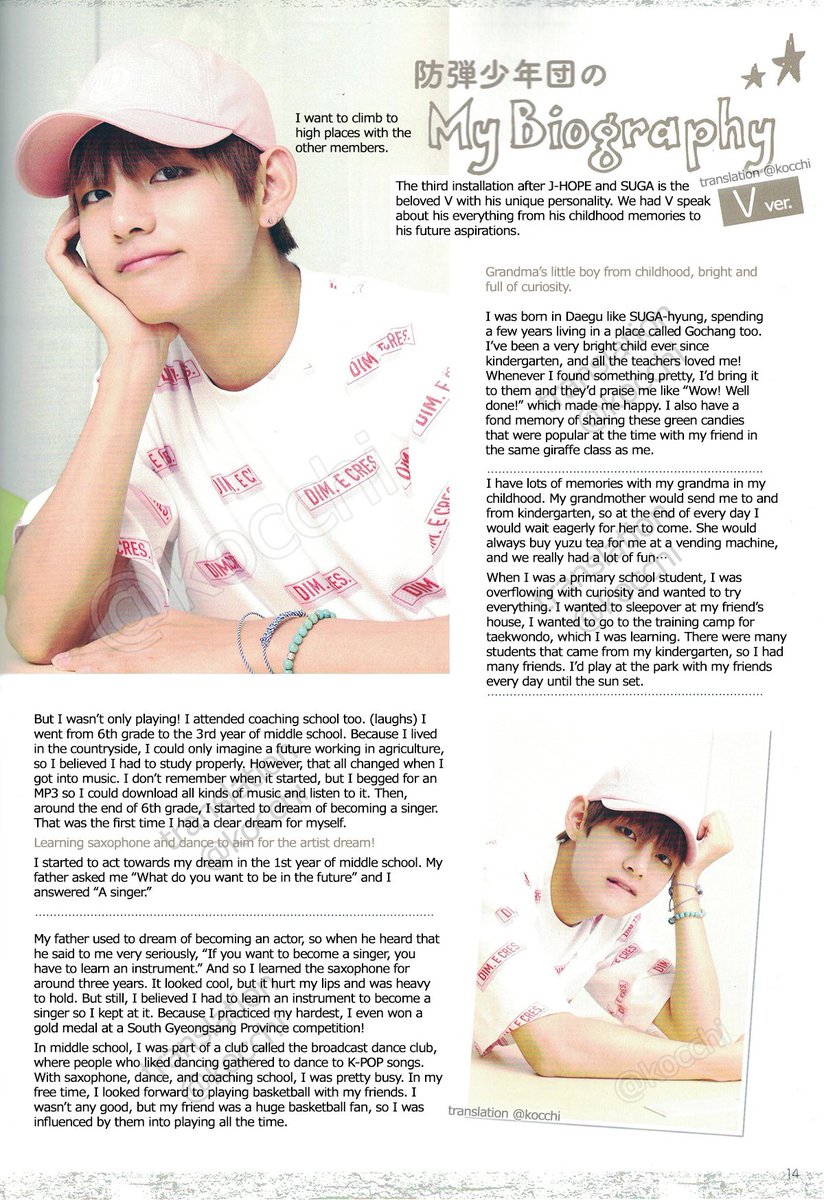 防弾少年団の
My Biography
translation @kocchi
V ver.
I want to climb to
high places with the
other members.
The third installation after J-HOPE and SUGA is the
beloved V with his unique personality. We had V speak
about his everything from his childhood memories to
his future aspirations.
Grandma's little boy from childhood, bright and
full of curiosity.
I was born in Daegu like SUGA-hyung, spending
a few years living in a place called Gochang too.
I've been a very bright child ever since
kindergarten, and all the teachers loved me!
Whenever I found something pretty, I'd bring it
to them and they'd praise me like "Wow! Well
done!" which made me happy. I also have a
fond memory of sharing these green candies
that were popular at the time with my friend in
the same giraffe class as me.
I have lots of memories with my grandma in my
childhood. My grandmother would send me to and
from kindergarten, so at the end of every day I
would wait eagerly for her to come. She would
always buy yuzu tea for me at a vending machine,
and we really had a lot of fun…
When I was a primary school student, I was
overflowing with curiosity and wanted to try
everything. I wanted to sleepover at my friend's
house, I wanted to go to the training camp for
taekwondo, which I was learning. There were many
students that came from my kindergarten, so I had
many friends. I'd play at the park with my friends
every day until the sun set.
But I wasn't only playing! I attended coaching school too. (laughs) I
went from 6th grade to the 3rd year of middle school. Because I lived
in the countryside, I could only imagine a future working in agriculture,
so I believed I had to study properly. However, that all changed when I
got into music. I don't remember when it started, but I begged for an
MP3 so I could download all kinds of music and listen to it. Then,
around the end of 6th grade, I started to dream of becoming a singer.
That was the first time I had a clear dream for myself.
Learning saxophone and dance to aim for the artist dream!
I started to act towards my dream in the 1st year of middle school. My
father asked me "What do you want to be in the future" and I
answered "A singer."
My father used to dream of becoming an actor, so when he heard that
he said to me very seriously, "If you want to become a singer, you
have to learn an instrument." And so I learned the saxophone for
around three years. It looked cool, but it hurt my lips and was heavy
to hold. But still, I believed I had to learn an instrument to become a
singer so I kept at it. Because I practiced my hardest, I even won a
gold medal at a South Gyeongsang Province competition!
In middle school, I was part of a club called the broadcast dance club,
where people who liked dancing gathered to dance to K-POP songs.
With saxophone, dance, and coaching school, I was pretty busy. In my
free time, I looked forward to playing basketball with my friends. I
wasn't any good, but my friend was a huge basketball fan, so I was
influenced by them into playing all the time.
DIM. E CRES.
@kocchi
translation
@kocchi
translation
@kocchi
translation
@kocchi
translation
@kocchi
@kocchi
translation @kocchi
14